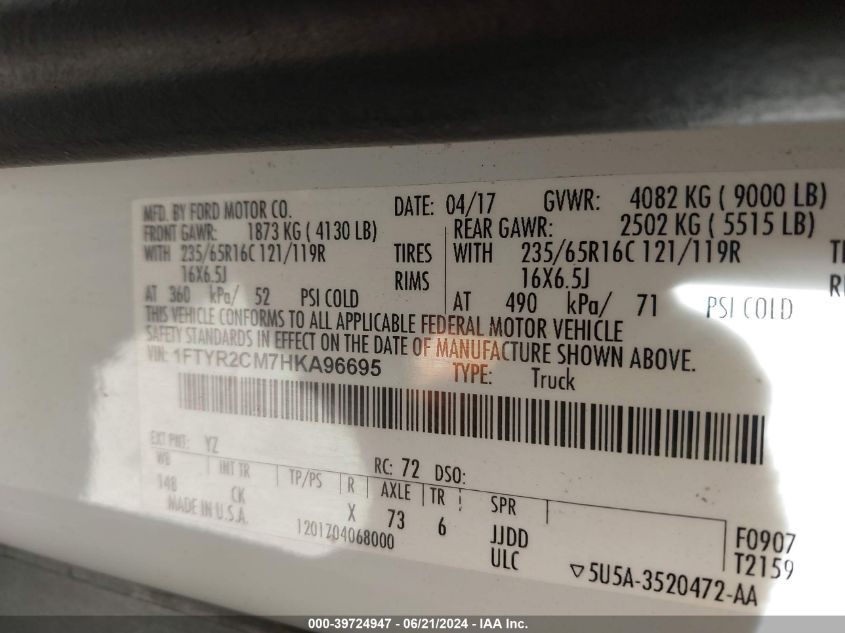 MFD. BY FORD MOTOR CO. DATE: 04/17 GVWR: 4082 KG ( 9000 LB)
FRONT GAWR: 1873 KG ( 4130 LB) REAR GAWR: 2502 KG ( 5515 LB)
WITH 235/65R16C 121/119R TIRES WITH 235/65R16C 121/119R
16X6.5J RIMS 16X6.5J
AT 360 kPa/ 52 PSI COLD AT 490 kPa/ 71 PSI COLD
THIS VEHICLE CONFORMS TO ALL APPLICABLE FEDERAL MOTOR VEHICLE
SAFETY STANDARDS IN EFFECT ON THE DATE OF MANUFACTURE SHOWN ABOVE.
VIN: 1FTYR2CM7HKA96695 TYPE: Truck
EXT PNT: YZ RC: 72 DSO:
WB INT TR TP/PS R AXLE TR SPR
148 CK X 73 6 JJDD F0907
MADE IN U.S.A. 1201704068000 ULC T2159
▽5U5A-3520472-AA
000-39724947 - 06/21/2024 - IAA Inc.